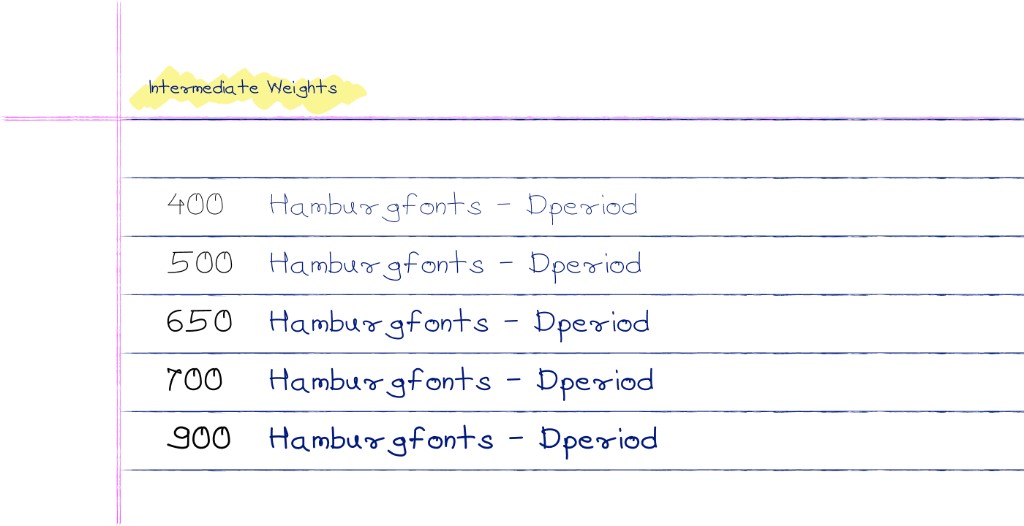 Intermediate Weights
400 Hamburgfonts - Dperiod
500 Hamburgfonts - Dperiod
650 Hamburgfonts - Dperiod
700 Hamburgfonts - Dperiod
900 Hamburgfonts - Dperiod